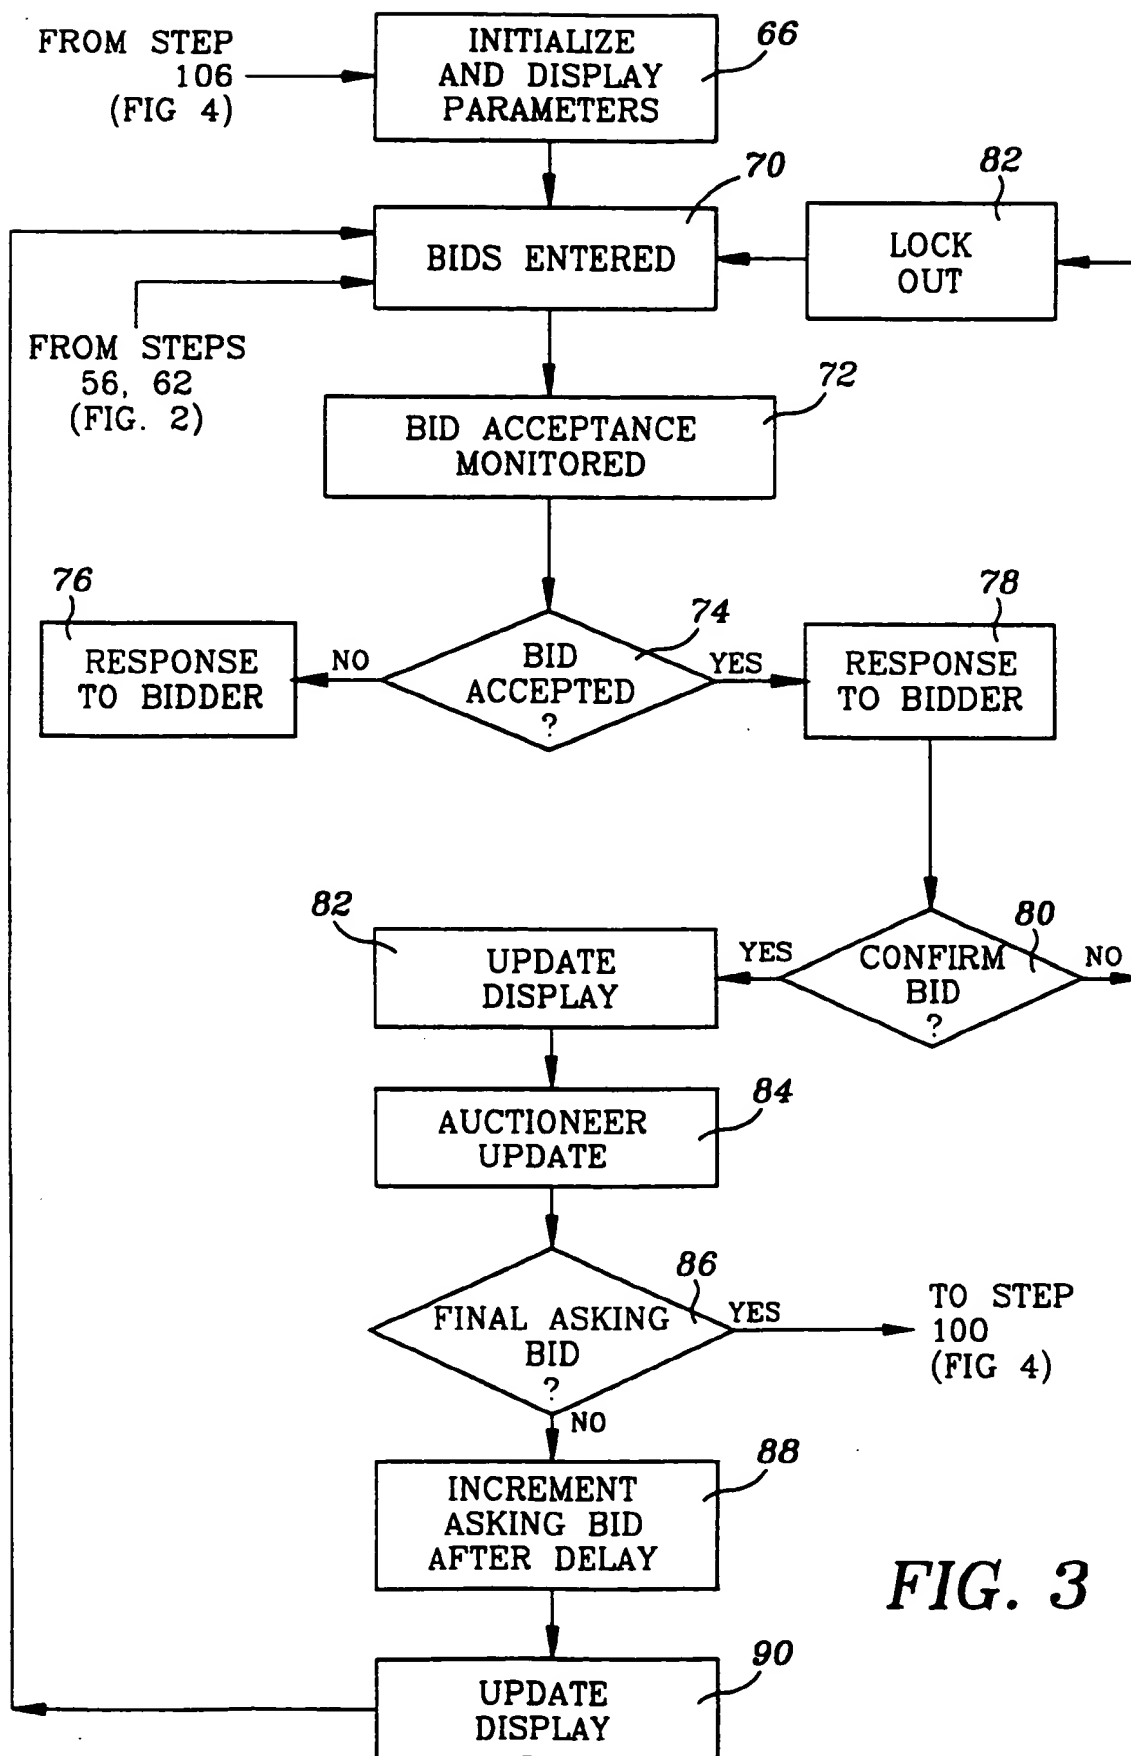 FROM STEP
106
(FIG 4)
INITIALIZE
AND DISPLAY
PARAMETERS
66
70
82
BIDS ENTERED
LOCK
OUT
FROM STEPS
56, 62
(FIG. 2)
72
BID ACCEPTANCE
MONITORED
76
74
78
RESPONSE
TO BIDDER
NO
BID
ACCEPTED
?
YES
RESPONSE
TO BIDDER
82
UPDATE
DISPLAY
YES
80
CONFIRM
BID
?
NO
84
AUCTIONEER
UPDATE
86
FINAL ASKING
BID
?
YES
TO STEP
100
(FIG 4)
NO
88
INCREMENT
ASKING BID
AFTER DELAY
FIG. 3
90
UPDATE
DISPLAY